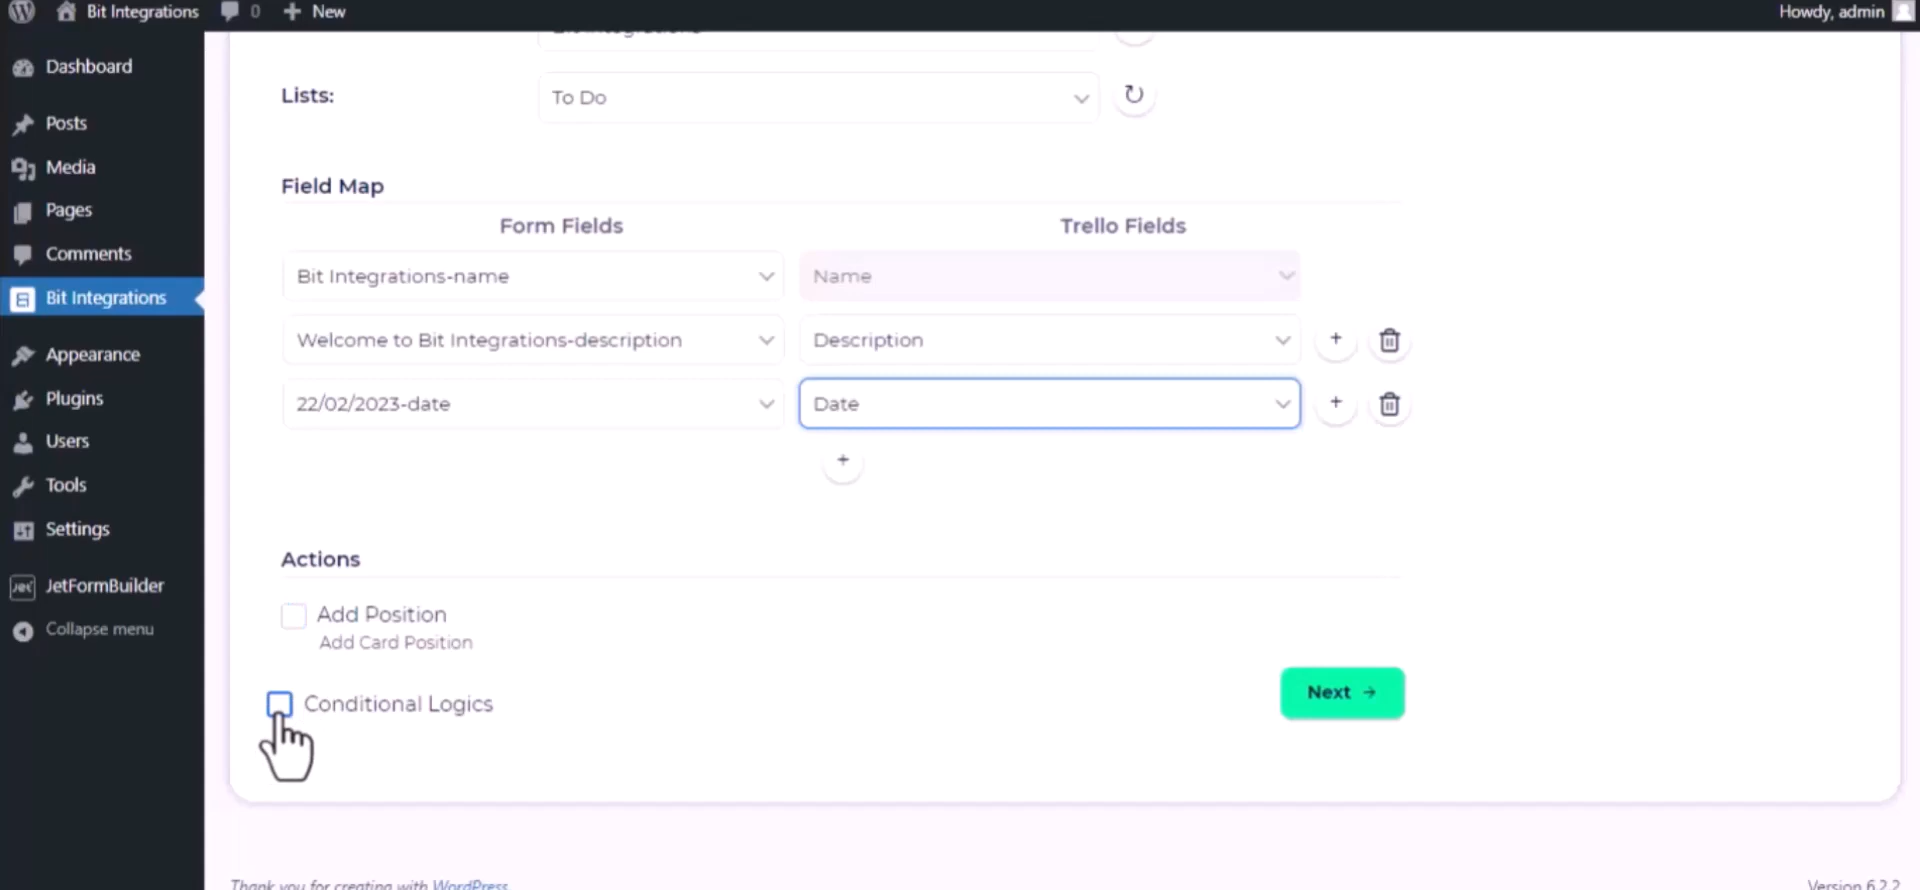 Bit Integrations
0
+ New
Howdy, admin
Dashboard
Posts
Media
Pages
Comments
Bit Integrations
Appearance
Plugins
Users
Tools
Settings
JetFormBuilder
Collapse menu
Lists:
To Do
Field Map
Form Fields
Trello Fields
Bit Integrations-name
Name
Welcome to Bit Integrations-description
Description
+
22/02/2023-date
Date
+
+
Actions
Add Position
Add Card Position
Conditional Logics
Next →
Thank you for creating with WordPress.
Version 6.2.2